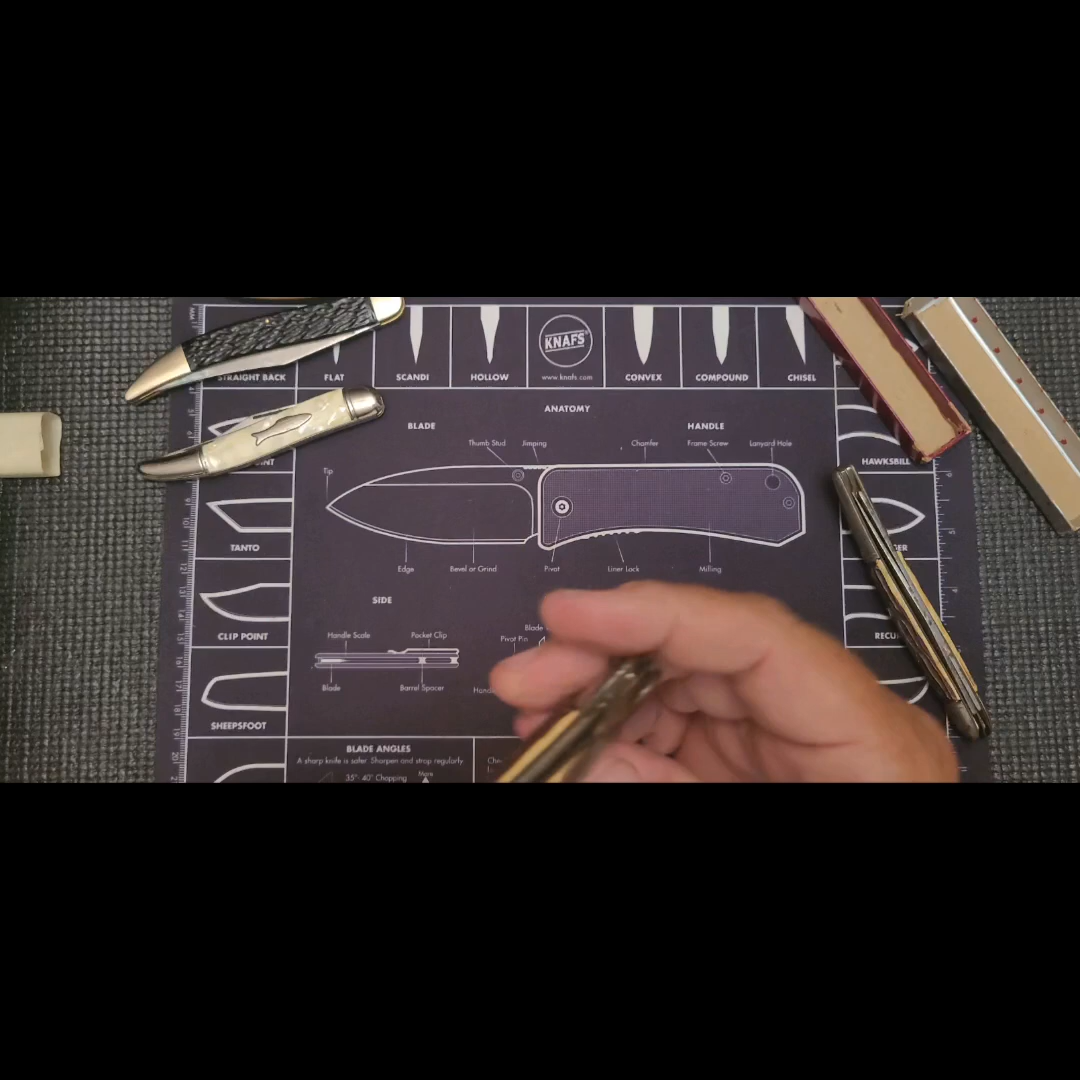 STRAIGHT BACK
FLAT
SCANDI
HOLLOW
KNAFS
www.knafs.com
CONVEX
COMPOUND
CHISEL
ANATOMY
BLADE
HANDLE
Thumb Stud
Jimping
Chamfer
Frame Screw
Lanyard Hole
HAWKSBILL
Tip
TANTO
Edge
Bevel or Grind
Pivot
Liner Lock
Milling
SIDE
CLIP POINT
Handle Scale
Pocket Clip
Blade
Pivot Pin
Blade
Barrel Spacer
SHEEPSFOOT
BLADE ANGLES
A sharp knife is safer. Sharpen and strop regularly
35°- 40° Chopping
More